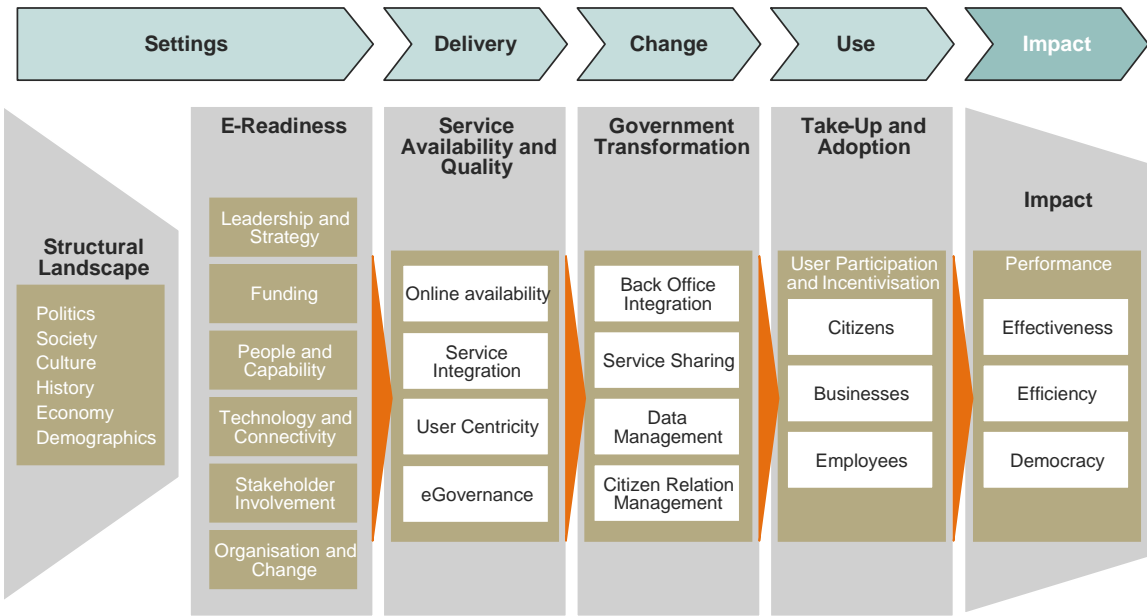 Settings
Delivery
Change
Use
Impact
Structural
Landscape
Politics
Society
Culture
History
Economy
Demographics
E-Readiness
Leadership and
Strategy
Funding
People and
Capability
Technology and
Connectivity
Stakeholder
Involvement
Organisation and
Change
Service
Availability and
Quality
Online availability
Service
Integration
User Centricity
eGovernance
Government
Transformation
Back Office
Integration
Service Sharing
Data
Management
Citizen Relation
Management
Take-Up and
Adoption
User Participation
and Incentivisation
Citizens
Businesses
Employees
Impact
Performance
Effectiveness
Efficiency
Democracy